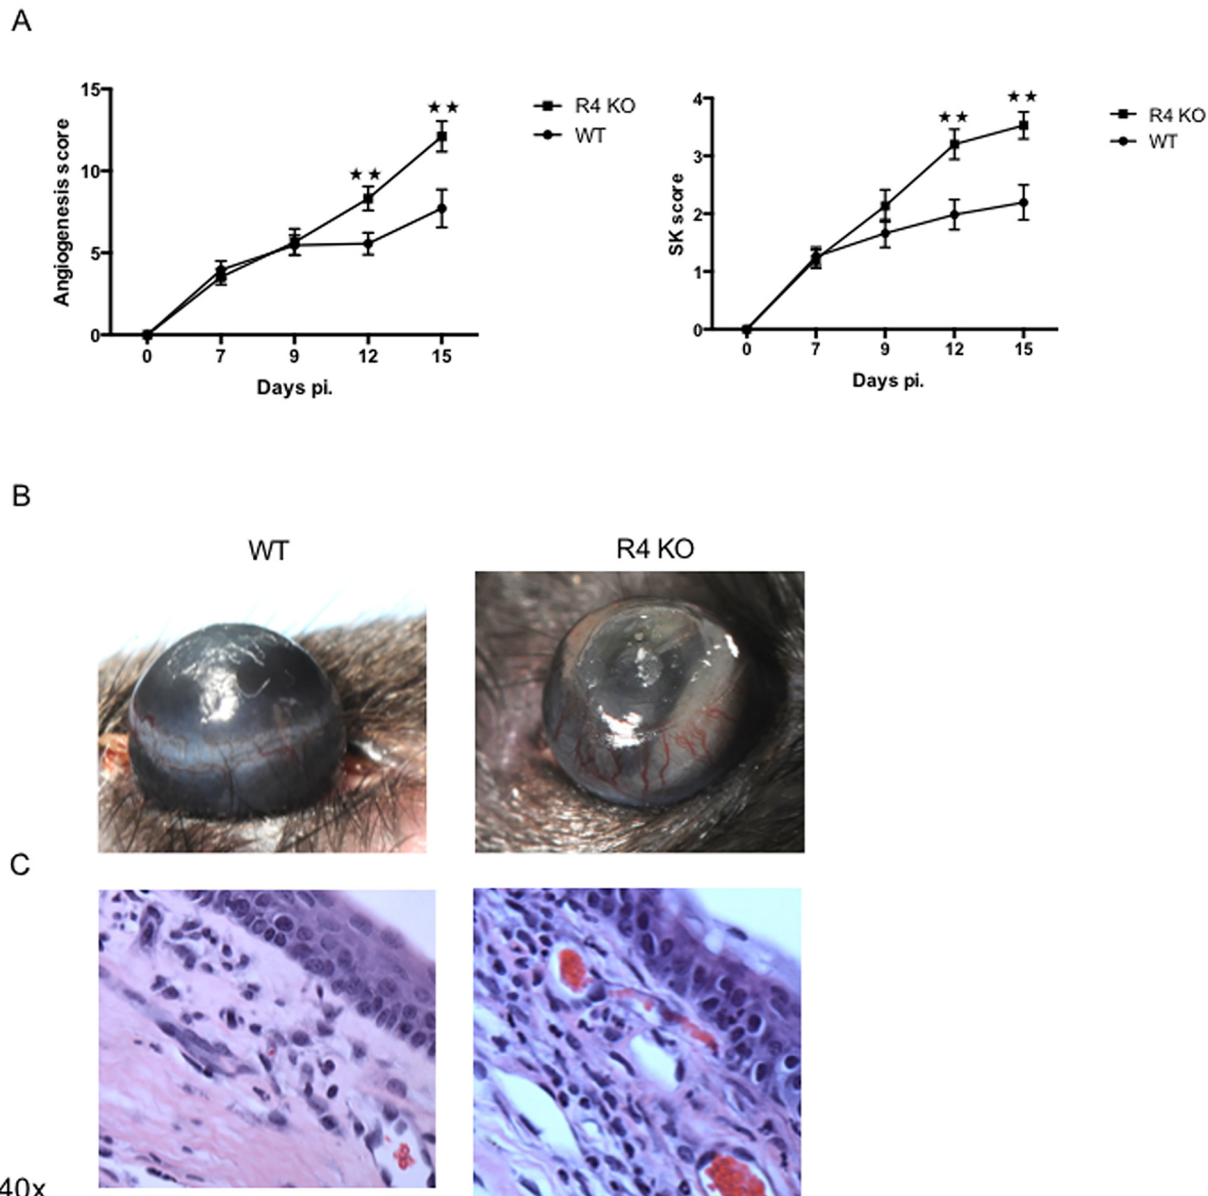 A
15
10
5
0
Angiogenesis score
★★
★★
0 7 9 12 15
Days pi.
R4 KO
WT
4
3
2
1
0
SK score
★★
★★
0 7 9 12 15
Days pi.
R4 KO
WT
B
WT R4 KO
C
40x